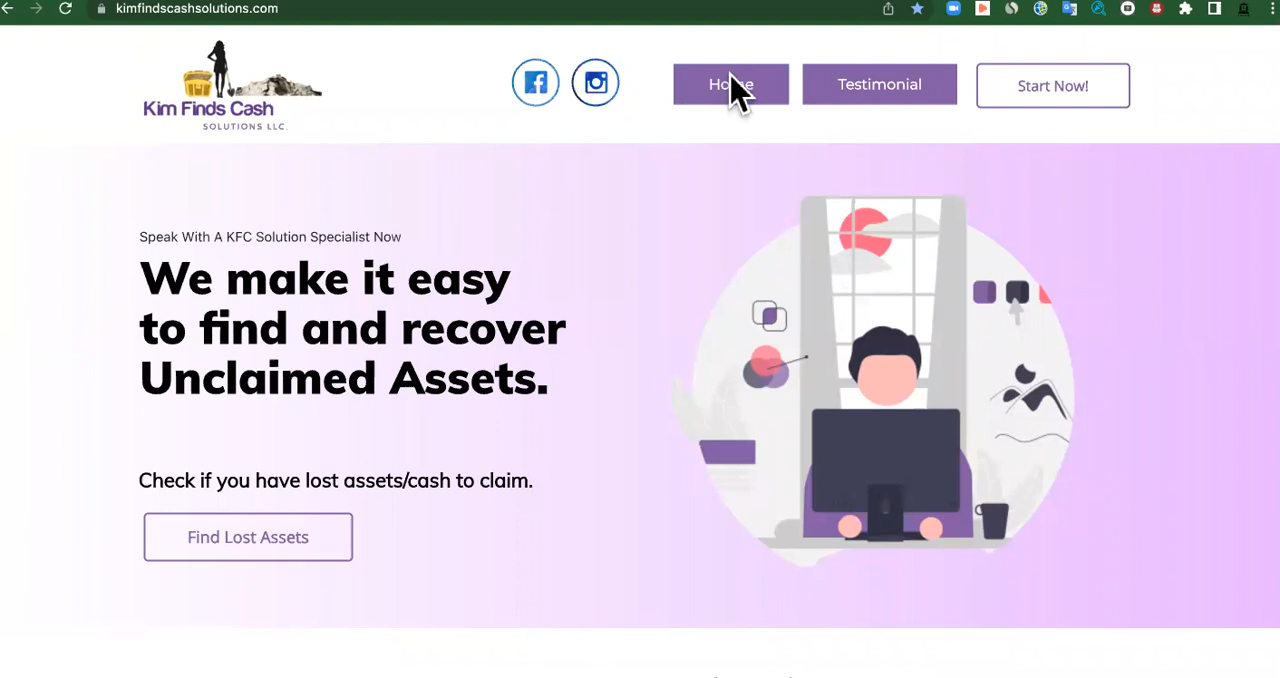 kimfindscashsolutions.com
Kim Finds Cash
SOLUTIONS LLC.
Home
Testimonial
Start Now!
Speak With A KFC Solution Specialist Now
We make it easy
to find and recover
Unclaimed Assets.
Check if you have lost assets/cash to claim.
Find Lost Assets